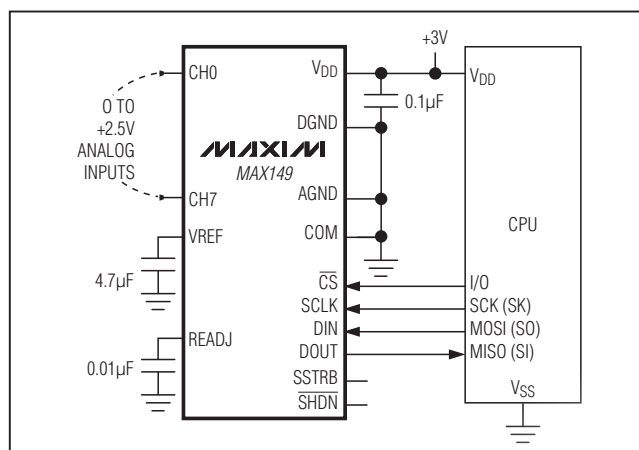 +3V
CH0
VDD
VDD
0 TO
+2.5V
ANALOG
INPUTS
0.1µF
DGND
MAXIM
MAX149
AGND
CH7
CPU
VREF
COM
4.7µF
CS
I/O
SCLK
SCK (SK)
DIN
MOSI (SO)
READJ
DOUT
MISO (SI)
0.01µF
SSTRB
SHDN
VSS